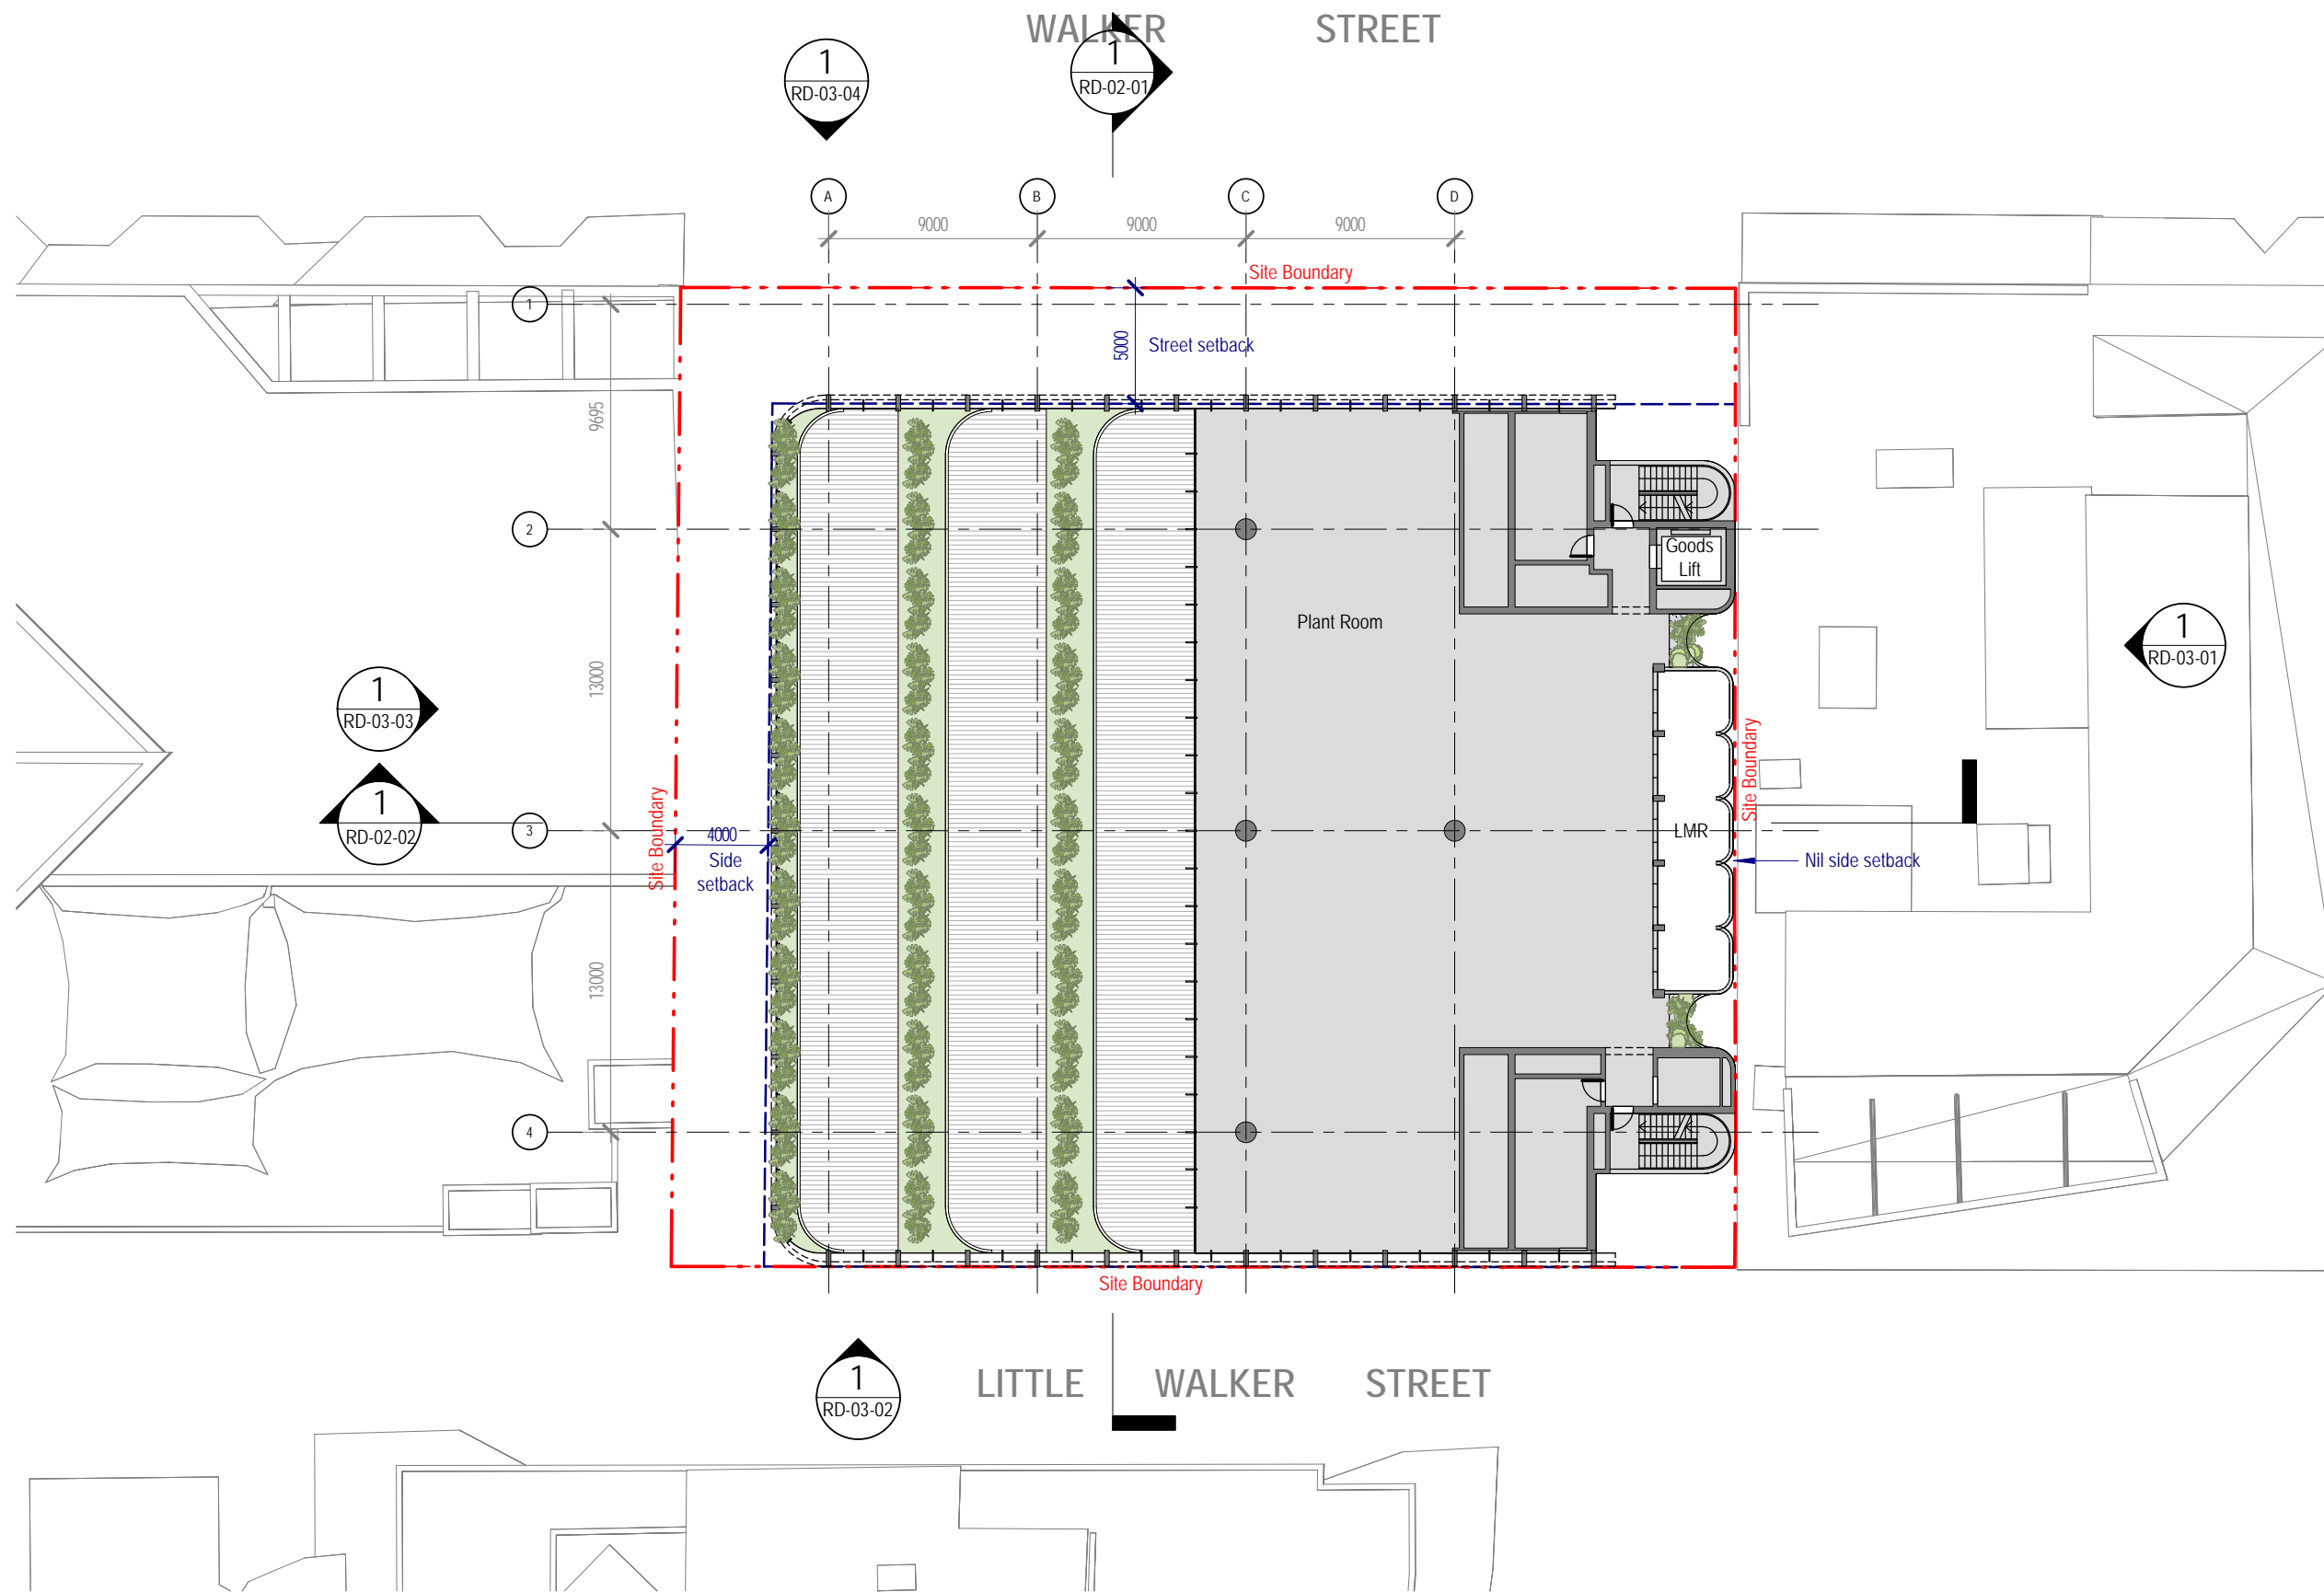 WALKER STREET
1
RD-03-04
1
RD-02-01
A
B
C
D
9000
9000
9000
Site Boundary
1
5000
Street setback
9695
2
Goods
Lift
Plant Room
13000
1
RD-03-03
1
RD-03-01
Site Boundary
1
RD-02-02
3
Site Boundary
4000
Side
setback
LMR
Nil side setback
13000
4
Site Boundary
1
RD-03-02
LITTLE WALKER STREET